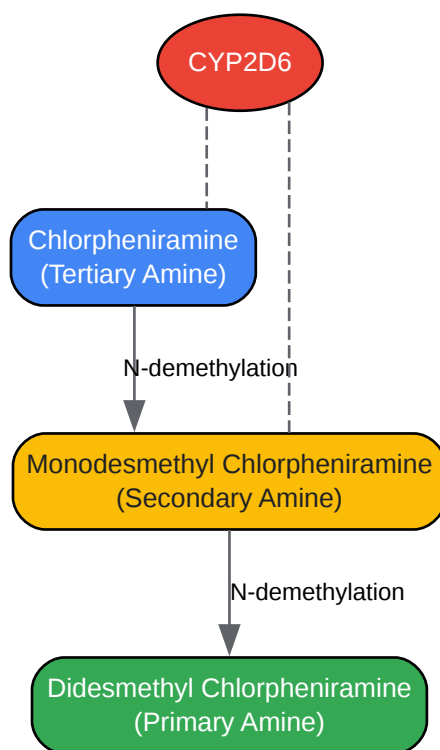 CYP2D6
Chlorpheniramine
(Tertiary Amine)
N-demethylation
Monodesmethyl Chlorpheniramine
(Secondary Amine)
N-demethylation
Didesmethyl Chlorpheniramine
(Primary Amine)